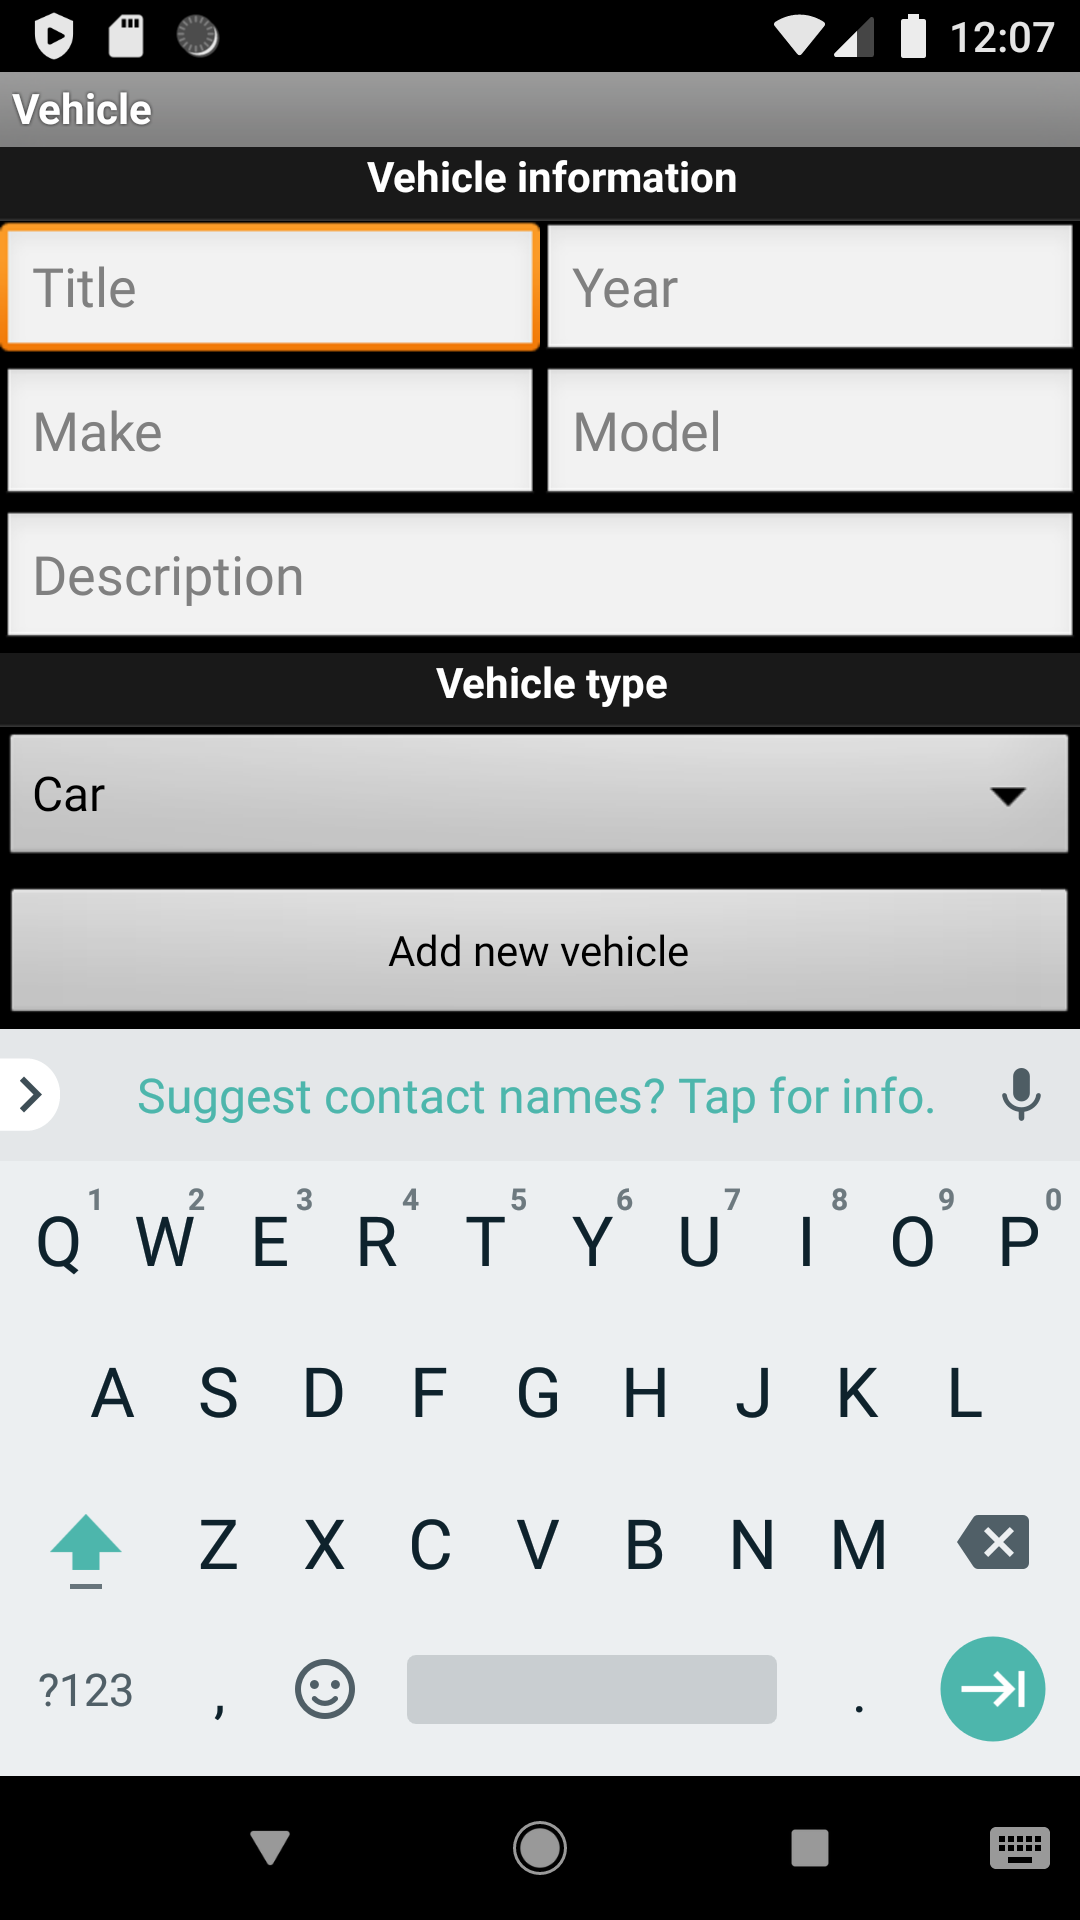 12:07
Vehicle
Vehicle information
Title Year
Make Model
Description
Vehicle type
Car
Add new vehicle
Suggest contact names? Tap for info.
1 2 3 4 5 6 7 8 9 0
Q W E R T Y U I O P
A S D F G H J K L
Z X C V B N M
?123 , .